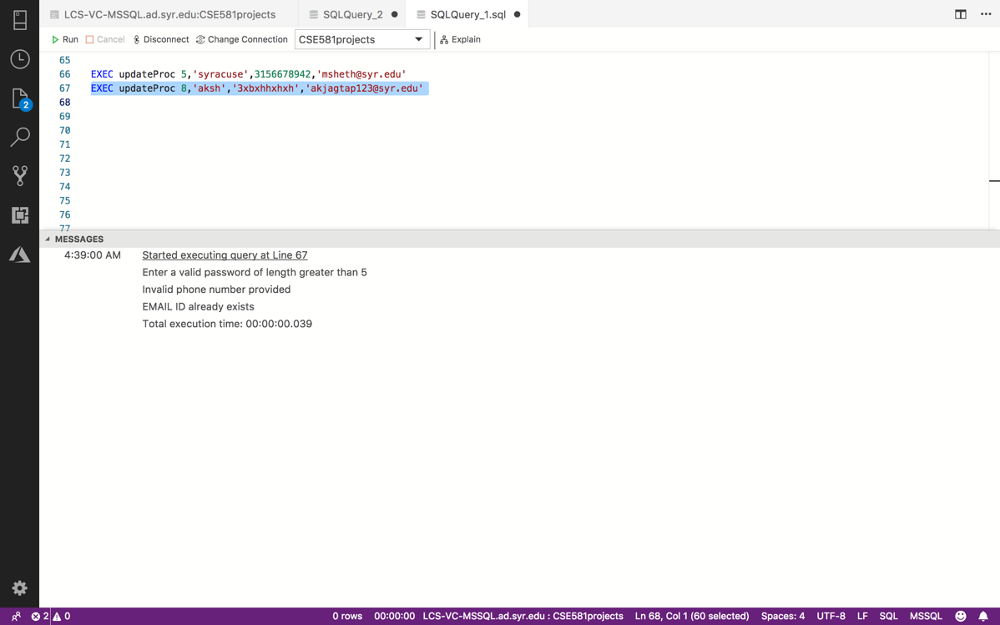 LCS-VC-MSSQL.ad.syr.edu:CSE581projects SQLQuery_2 SQLQuery_1.sql
Run Cancel Disconnect Change Connection CSE581projects Explain
65
66 EXEC updateProc 5,'syracuse',3156678942,'msheth@syr.edu'
67 EXEC updateProc 8,'aksh','3xbxhhxhxh','akjagtap123@syr.edu'
68
69
70
71
72
73
74
75
76
77
2
MESSAGES
4:39:00 AM Started executing query at Line 67
Enter a valid password of length greater than 5
Invalid phone number provided
EMAIL ID already exists
Total execution time: 00:00:00.039
2 0 0 rows 00:00:00 LCS-VC-MSSQL.ad.syr.edu : CSE581projects Ln 68, Col 1 (60 selected) Spaces: 4 UTF-8 LF SQL MSSQL